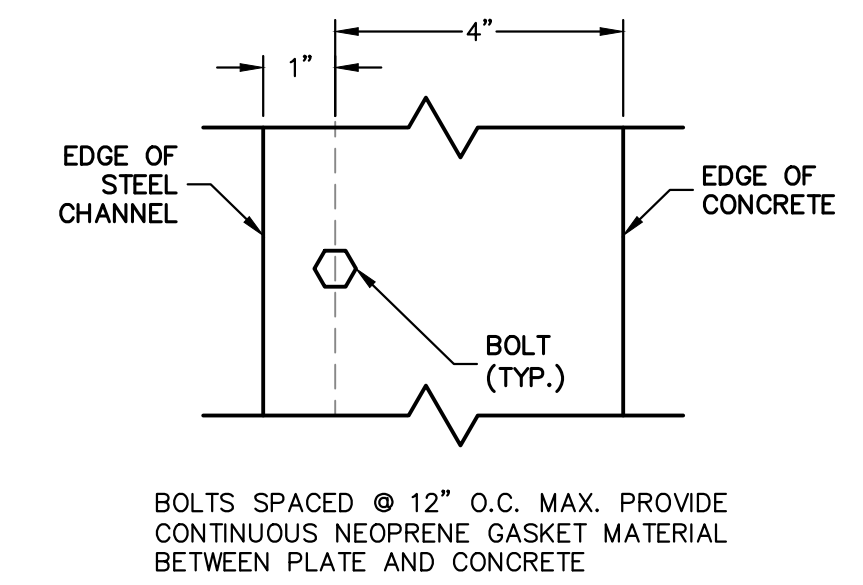 4”
1”
EDGE OF
STEEL
CHANNEL
EDGE OF
CONCRETE
BOLT
(TYP.)
BOLTS SPACED @ 12” O.C. MAX. PROVIDE
CONTINUOUS NEOPRENE GASKET MATERIAL
BETWEEN PLATE AND CONCRETE